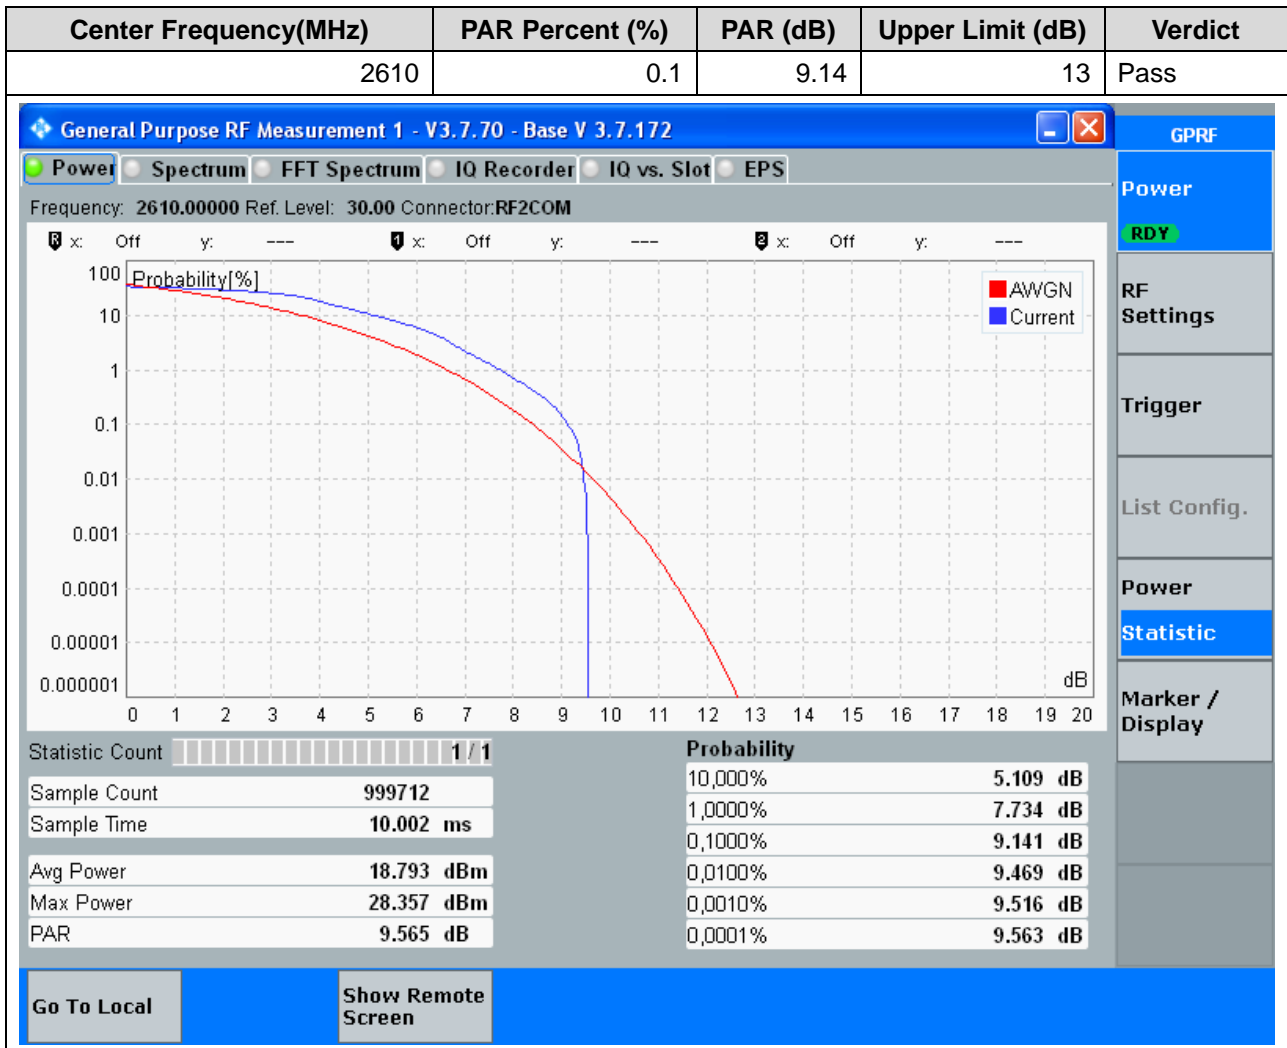 Center Frequency(MHz) PAR Percent (%) PAR (dB) Upper Limit (dB) Verdict
2610 0.1 9.14 13 Pass
General Purpose RF Measurement 1 - V3.7.70 - Base V 3.7.172
GPRF
Power Spectrum FFT Spectrum IQ Recorder IQ vs. Slot EPS
Frequency: 2610.00000 Ref. Level: 30.00 Connector:RF2COM
R x: Off y: --- 1 x: Off y: --- 2 x: Off y: ---
Probability[%]
AWGN
Current
100
10
1
0.1
0.01
0.001
0.0001
0.00001
0.000001
dB
0 1 2 3 4 5 6 7 8 9 10 11 12 13 14 15 16 17 18 19 20
Statistic Count 1 / 1
Sample Count 999712
Sample Time 10.002 ms
Avg Power 18.793 dBm
Max Power 28.357 dBm
PAR 9.565 dB
Probability
10,000% 5.109 dB
1,0000% 7.734 dB
0,1000% 9.141 dB
0,0100% 9.469 dB
0,0010% 9.516 dB
0,0001% 9.563 dB
Power
RDY
RF
Settings
Trigger
List Config.
Power
Statistic
Marker /
Display
Go To Local
Show Remote
Screen